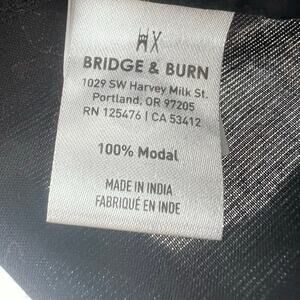 BRIDGE & BURN
1029 SW Harvey Milk St.
Portland, OR 97205
RN 125476 | CA 53412
100% Modal
MADE IN INDIA
FABRIQUÉ EN INDE